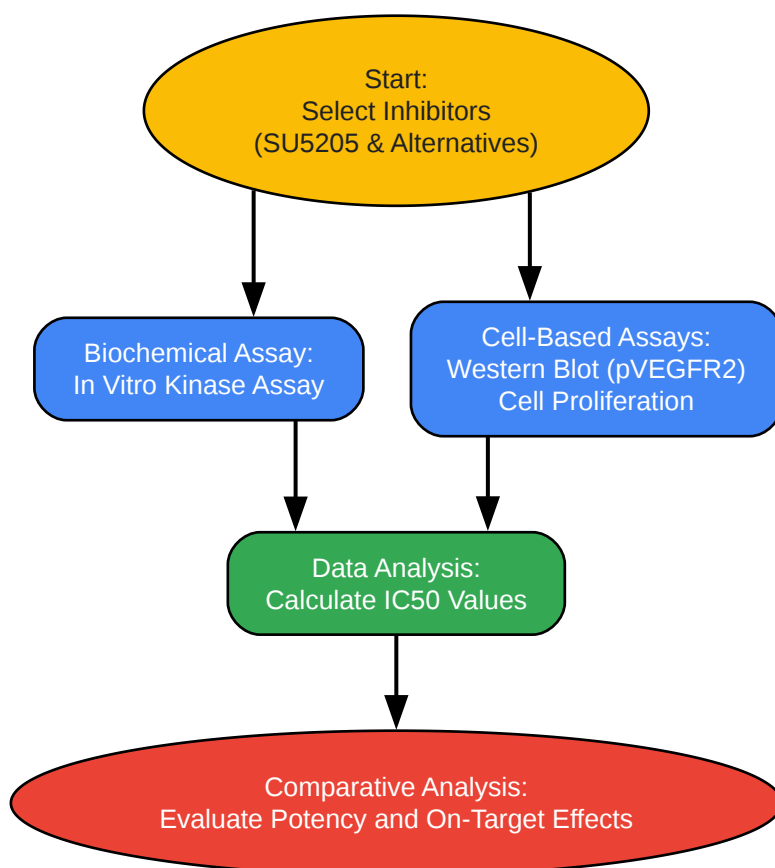 Start:
Select Inhibitors
(SU5205 & Alternatives)
Biochemical Assay:
In Vitro Kinase Assay
Cell-Based Assays:
Western Blot (pVEGFR2)
Cell Proliferation
Data Analysis:
Calculate IC50 Values
Comparative Analysis:
Evaluate Potency and On-Target Effects